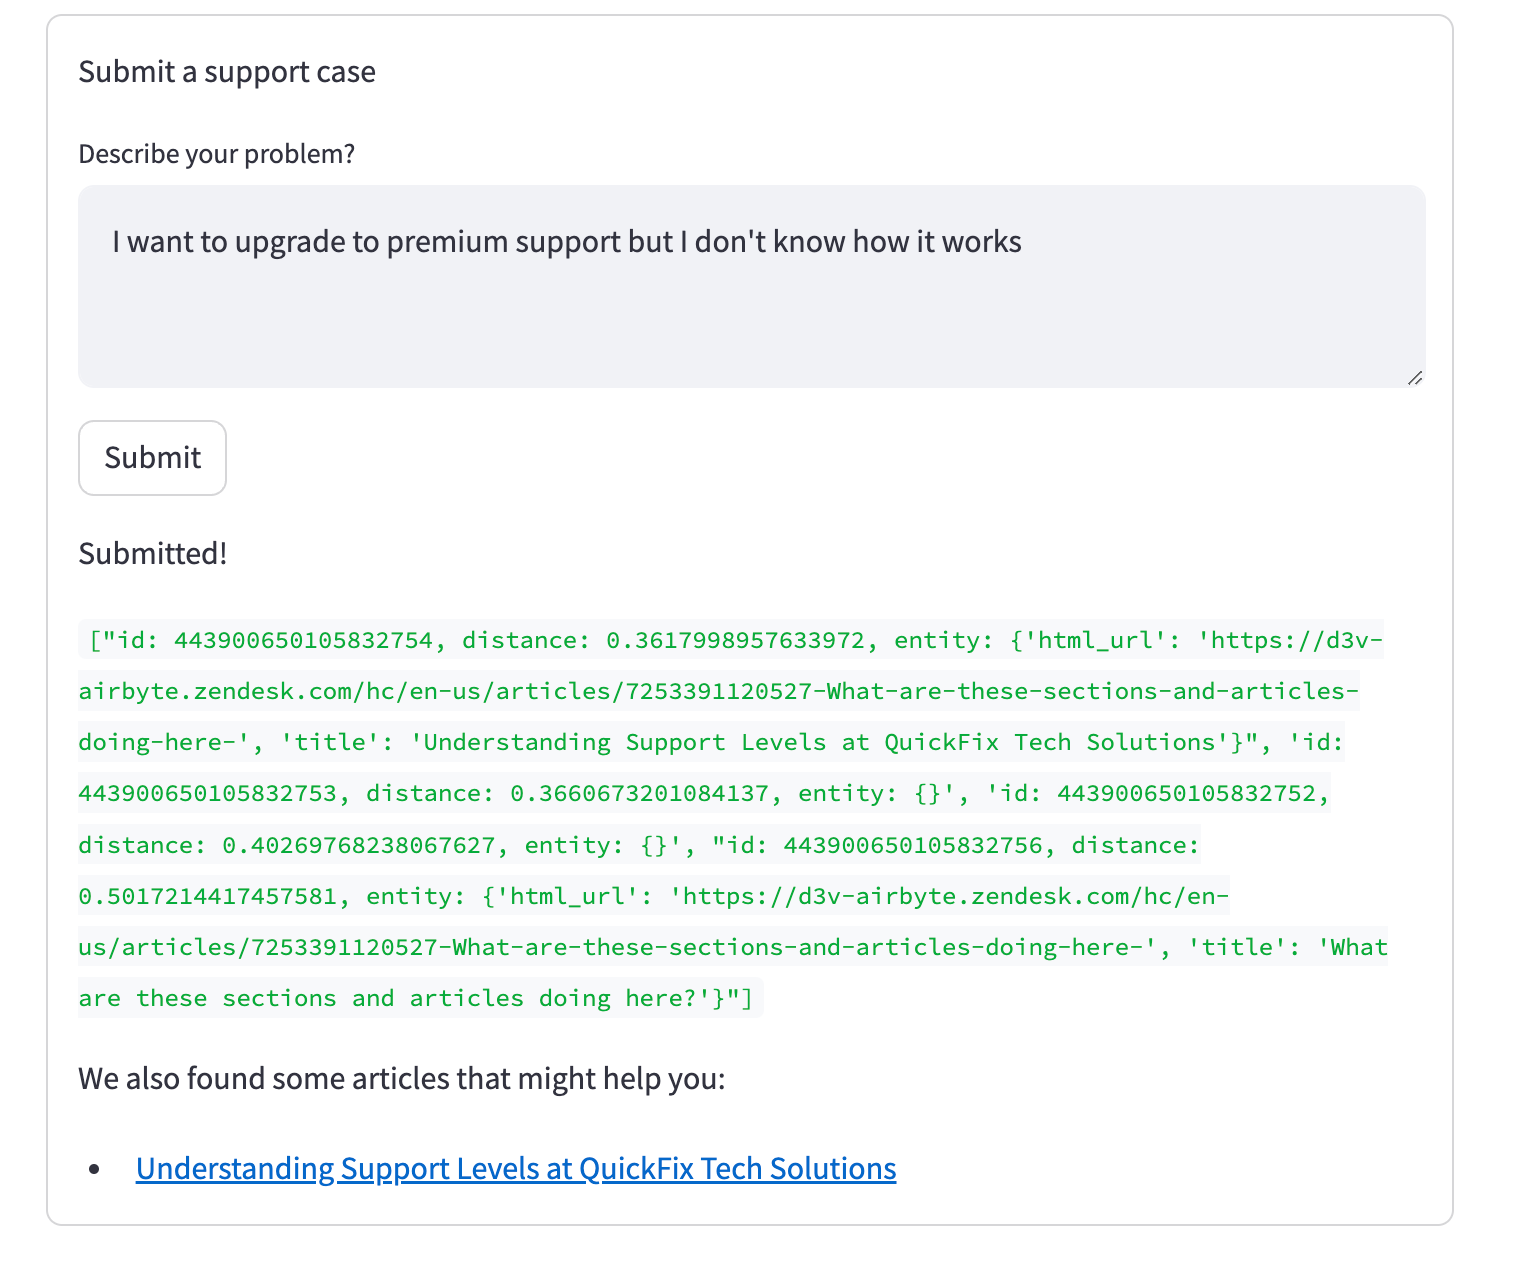 Submit a support case
Describe your problem?
I want to upgrade to premium support but I don't know how it works
Submit
Submitted!
["id: 443900650105832754, distance: 0.3617998957633972, entity: {'html_url': 'https://d3v-
airbyte.zendesk.com/hc/en-us/articles/7253391120527-What-are-these-sections-and-articles-
doing-here-', 'title': 'Understanding Support Levels at QuickFix Tech Solutions'}", 'id:
443900650105832753, distance: 0.3660673201084137, entity: {}', 'id: 443900650105832752,
distance: 0.40269768238067627, entity: {}', "id: 443900650105832756, distance:
0.5017214417457581, entity: {'html_url': 'https://d3v-airbyte.zendesk.com/hc/en-
us/articles/7253391120527-What-are-these-sections-and-articles-doing-here-', 'title': 'What
are these sections and articles doing here?'}"]
We also found some articles that might help you:
• Understanding Support Levels at QuickFix Tech Solutions